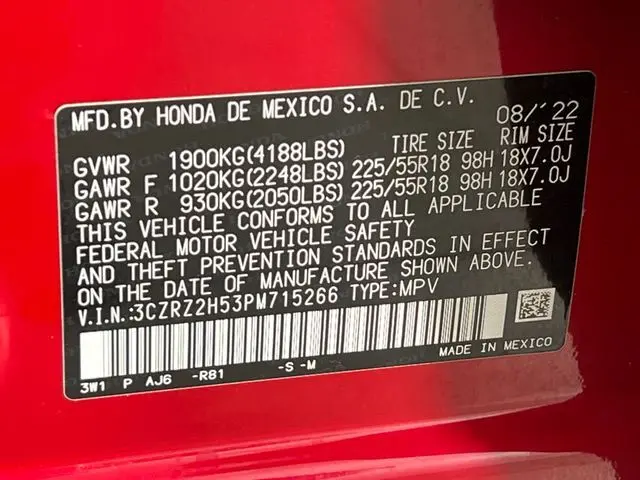 MFD.BY HONDA DE MEXICO S.A. DE C.V. 08/'22
TIRE SIZE RIM SIZE
GVWR 1900KG(4188LBS)
GAWR F 1020KG(2248LBS) 225/55R18 98H 18X7.0J
GAWR R 930KG(2050LBS) 225/55R18 98H 18X7.0J
THIS VEHICLE CONFORMS TO ALL APPLICABLE
FEDERAL MOTOR VEHICLE SAFETY
AND THEFT PREVENTION STANDARDS IN EFFECT
ON THE DATE OF MANUFACTURE SHOWN ABOVE.
V.I.N.:3CZRZ2H53PM715266 TYPE:MPV
3W1 P AJ6 -R81 -S -M MADE IN MEXICO